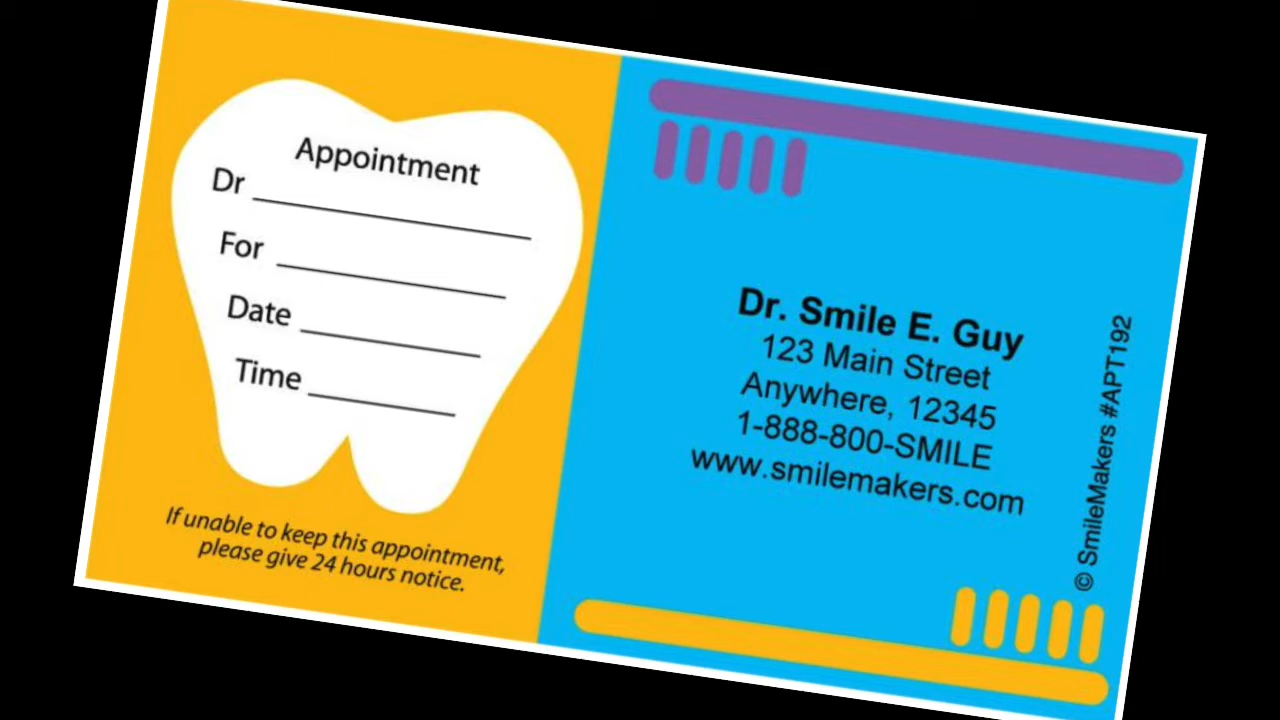 Appointment
Dr
For
Date
Time
If unable to keep this appointment,
please give 24 hours notice.
Dr. Smile E. Guy
123 Main Street
Anywhere, 12345
1-888-800-SMILE
www.smilemakers.com
© SmileMakers #APT192